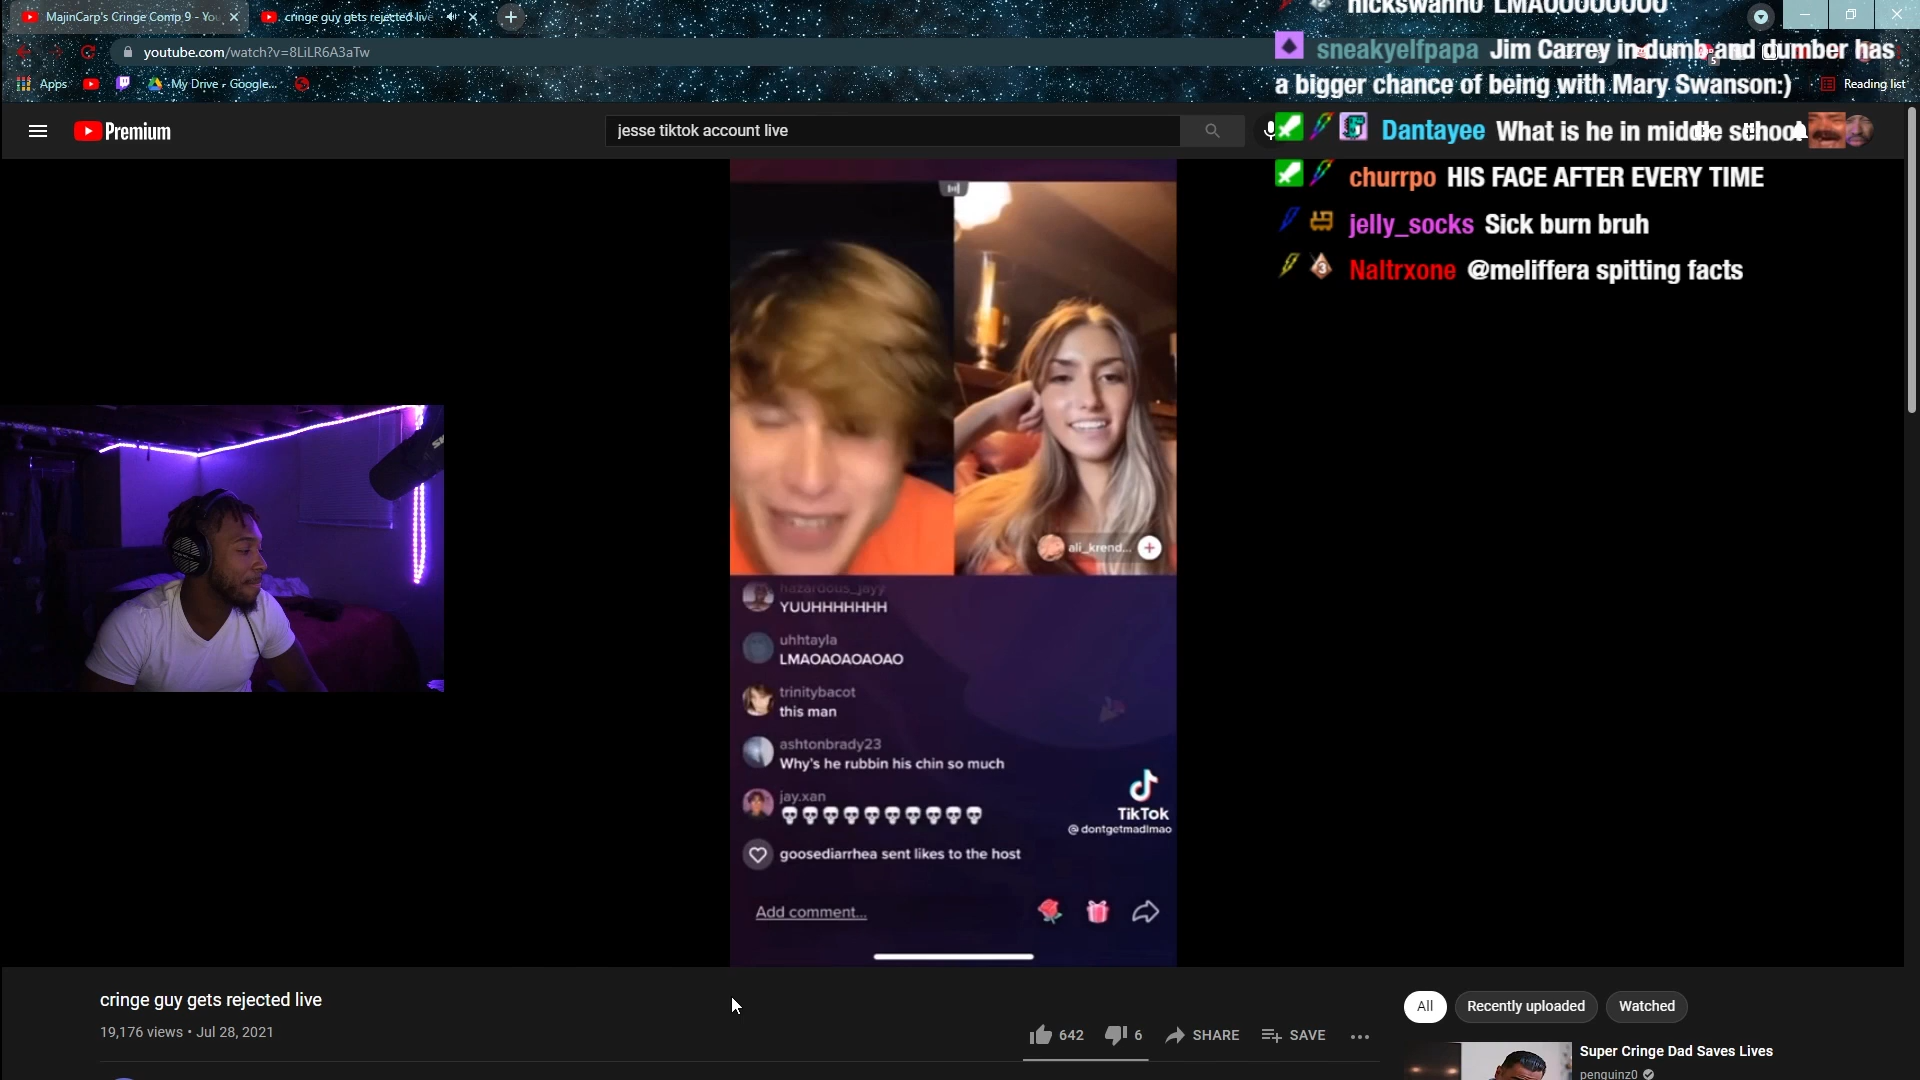 MajinCarp's Cringe Comp 9 - You
cringe guy gets rejected live
youtube.com/watch?v=8LiLR6A3aTw
Apps
My Drive - Google...
Reading list
Premium
jesse tiktok account live
nickswann0 LMAOOOOOOOO
sneakyelfpapa Jim Carrey in dumb and dumber has
a bigger chance of being with Mary Swanson:)
Dantayee What is he in middle school
churrpo HIS FACE AFTER EVERY TIME
jelly_socks Sick burn bruh
Naltrxone @meliffera spitting facts
ali_krend...
hazardous_jayy
YUUHHHHHHH
uhhtayla
LMAOAOAOAOAO
trinitybacot
this man
ashtonbrady23
Why's he rubbin his chin so much
jay.xan
💀💀💀💀💀💀💀💀💀💀
goosediarrhea sent likes to the host
TikTok
@dontgetmadlmao
Add comment...
cringe guy gets rejected live
19,176 views • Jul 28, 2021
642
6
SHARE
SAVE
All
Recently uploaded
Watched
Super Cringe Dad Saves Lives
penguinz0